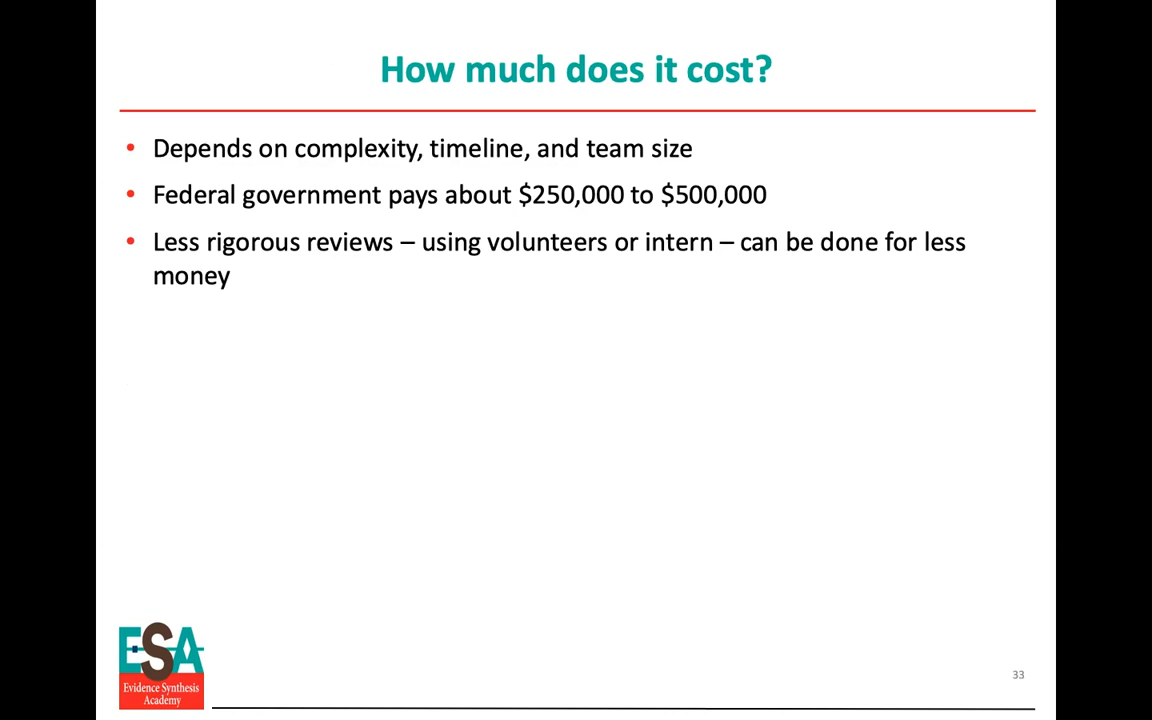 How much does it cost?
• Depends on complexity, timeline, and team size
• Federal government pays about $250,000 to $500,000
• Less rigorous reviews – using volunteers or intern – can be done for less
money
ESA
Evidence Synthesis
Academy
33